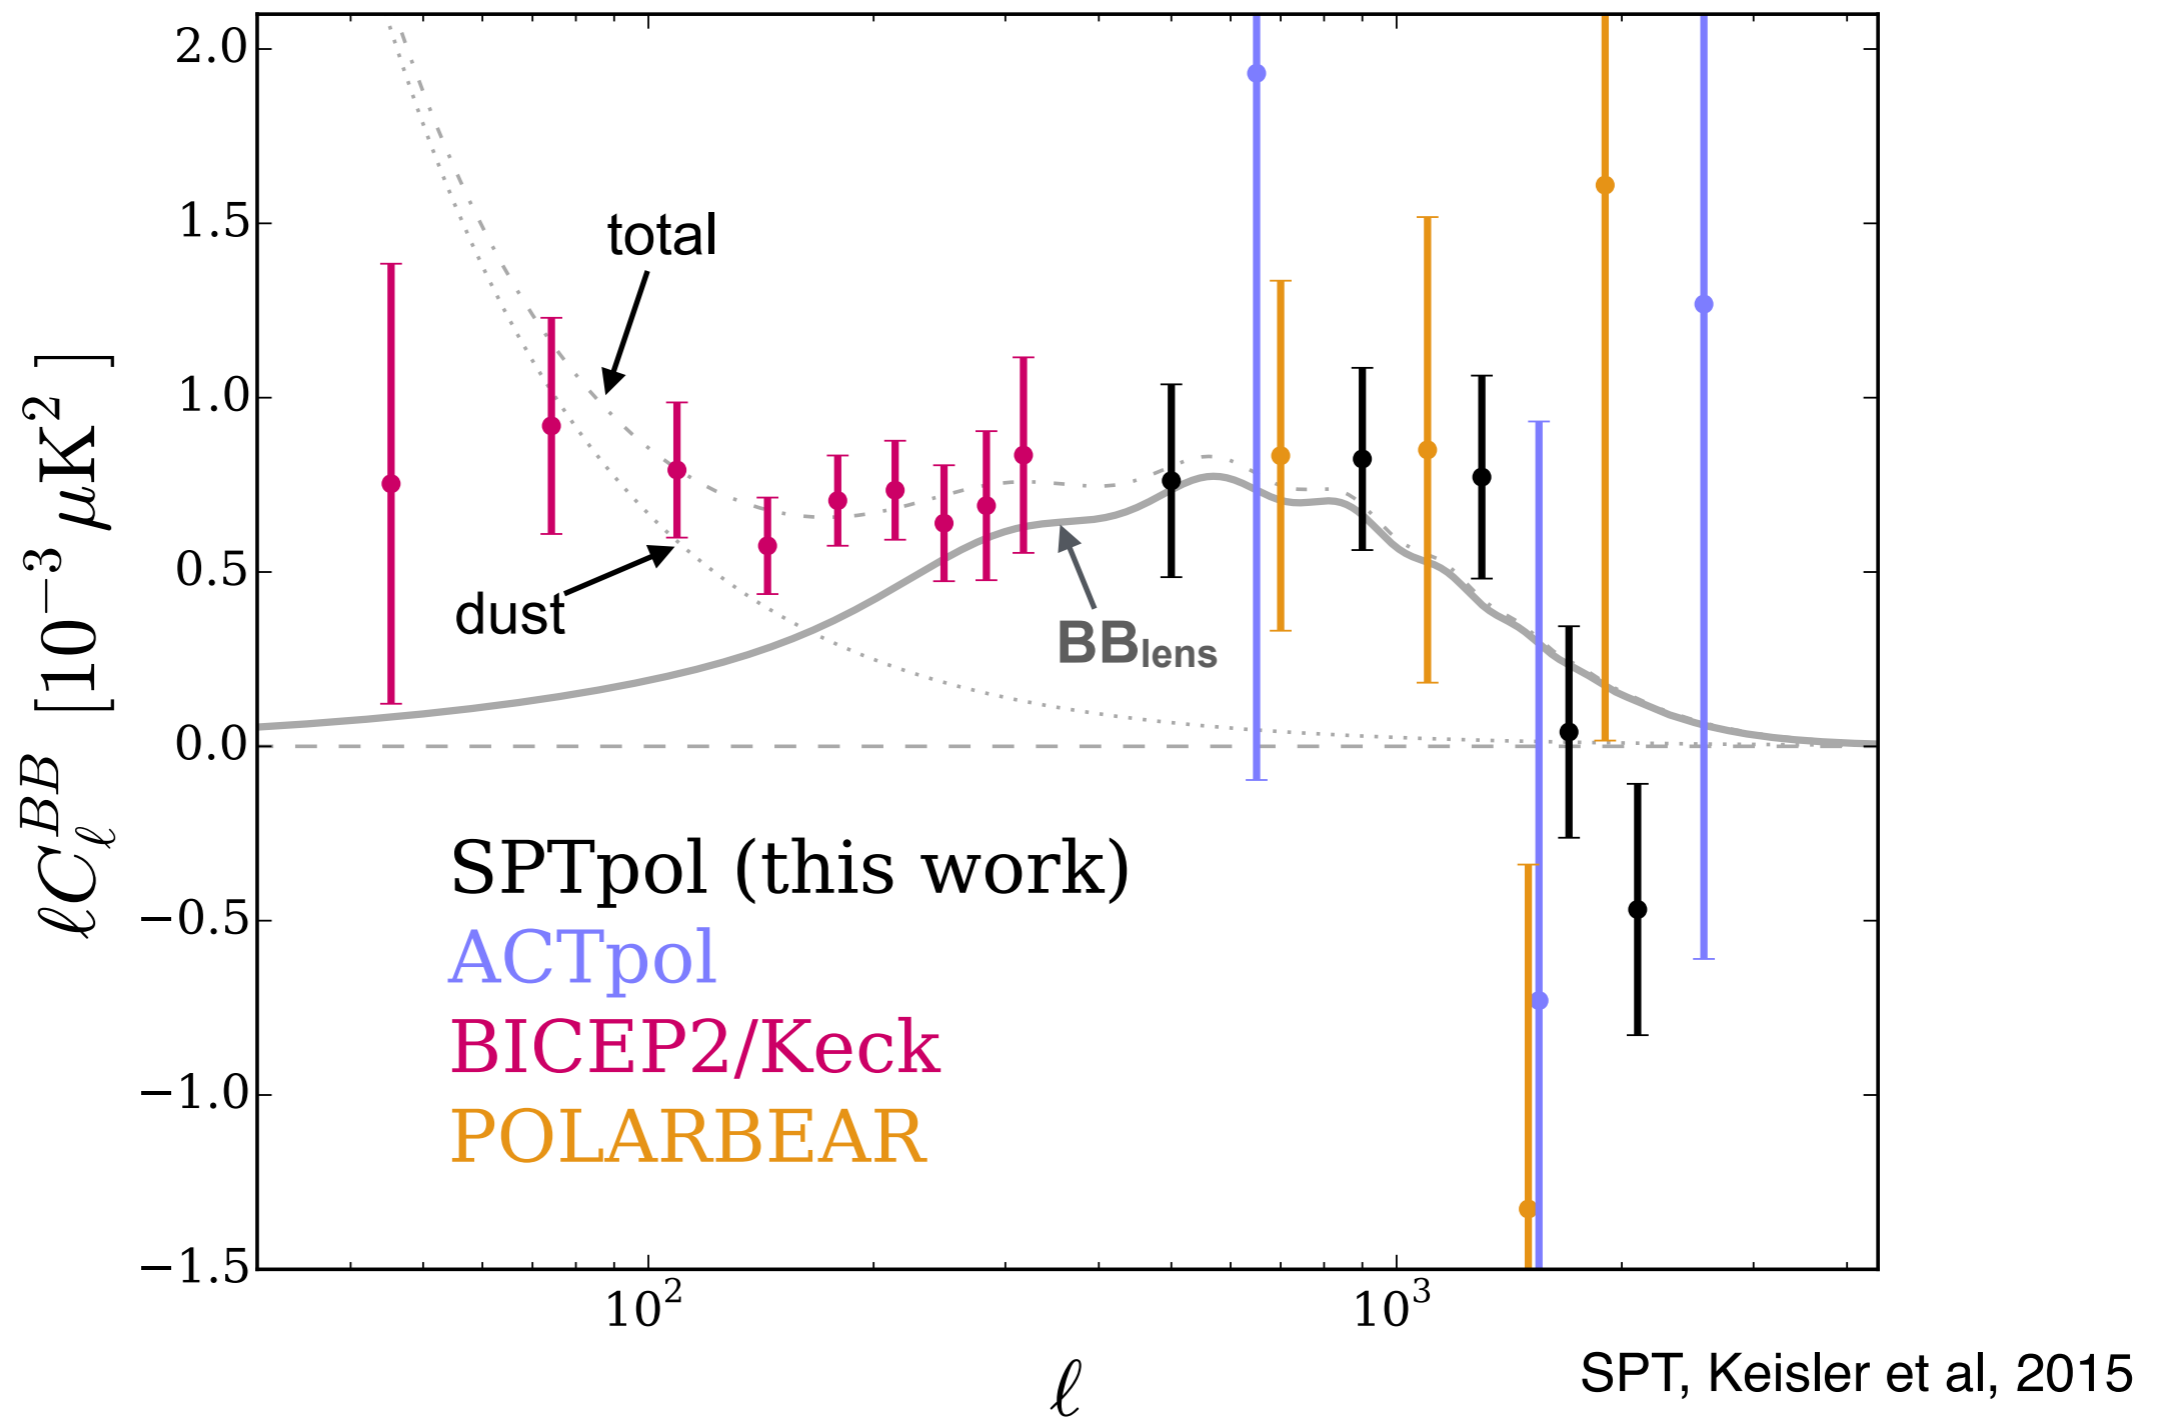 2.0
1.5
1.0
0.5
0.0
−0.5
−1.0
−1.5
ℓC_ℓ^{BB} [10^{−3} μK^2 ]
total
dust
BB_lens
SPTpol (this work)
ACTpol
BICEP2/Keck
POLARBEAR
10^2 10^3
ℓ
SPT, Keisler et al, 2015